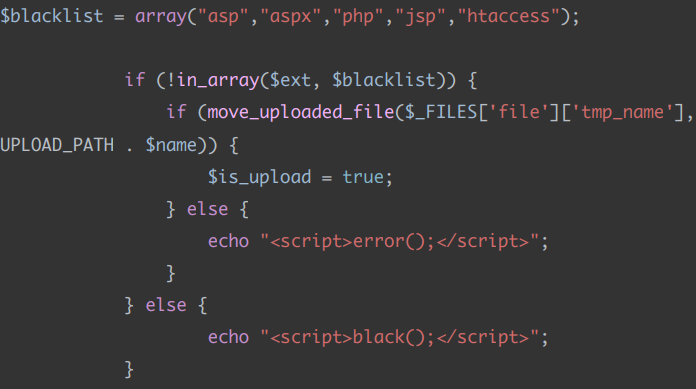 $blacklist = array("asp","aspx","php","jsp","htaccess");
if (!in_array($ext, $blacklist)) {
if (move_uploaded_file($_FILES['file']['tmp_name'],
UPLOAD_PATH . $name)) {
$is_upload = true;
} else {
echo "<script>error();</script>";
}
} else {
echo "<script>black();</script>";
}